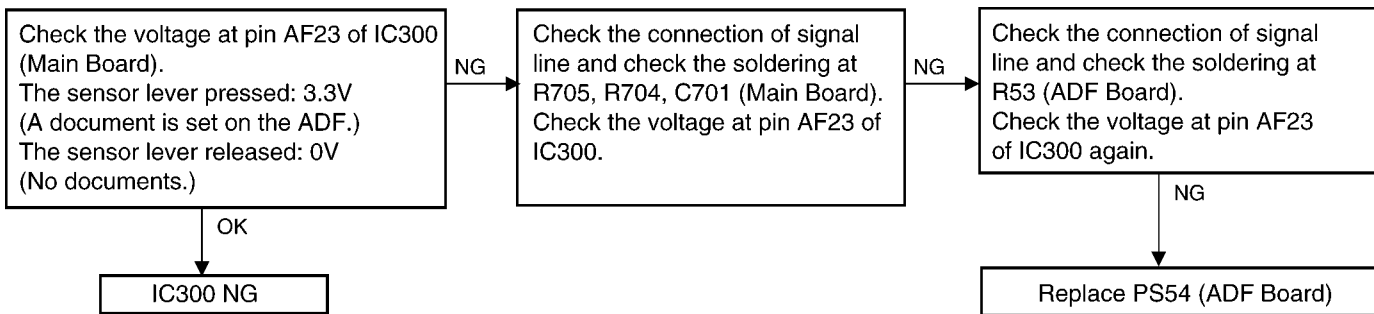 Check the voltage at pin AF23 of IC300
(Main Board).
The sensor lever pressed: 3.3V
(A document is set on the ADF.)
The sensor lever released: 0V
(No documents.)
NG
Check the connection of signal
line and check the soldering at
R705, R704, C701 (Main Board).
Check the voltage at pin AF23 of
IC300.
NG
Check the connection of signal
line and check the soldering at
R53 (ADF Board).
Check the voltage at pin AF23
of IC300 again.
OK
NG
IC300 NG
Replace PS54 (ADF Board)